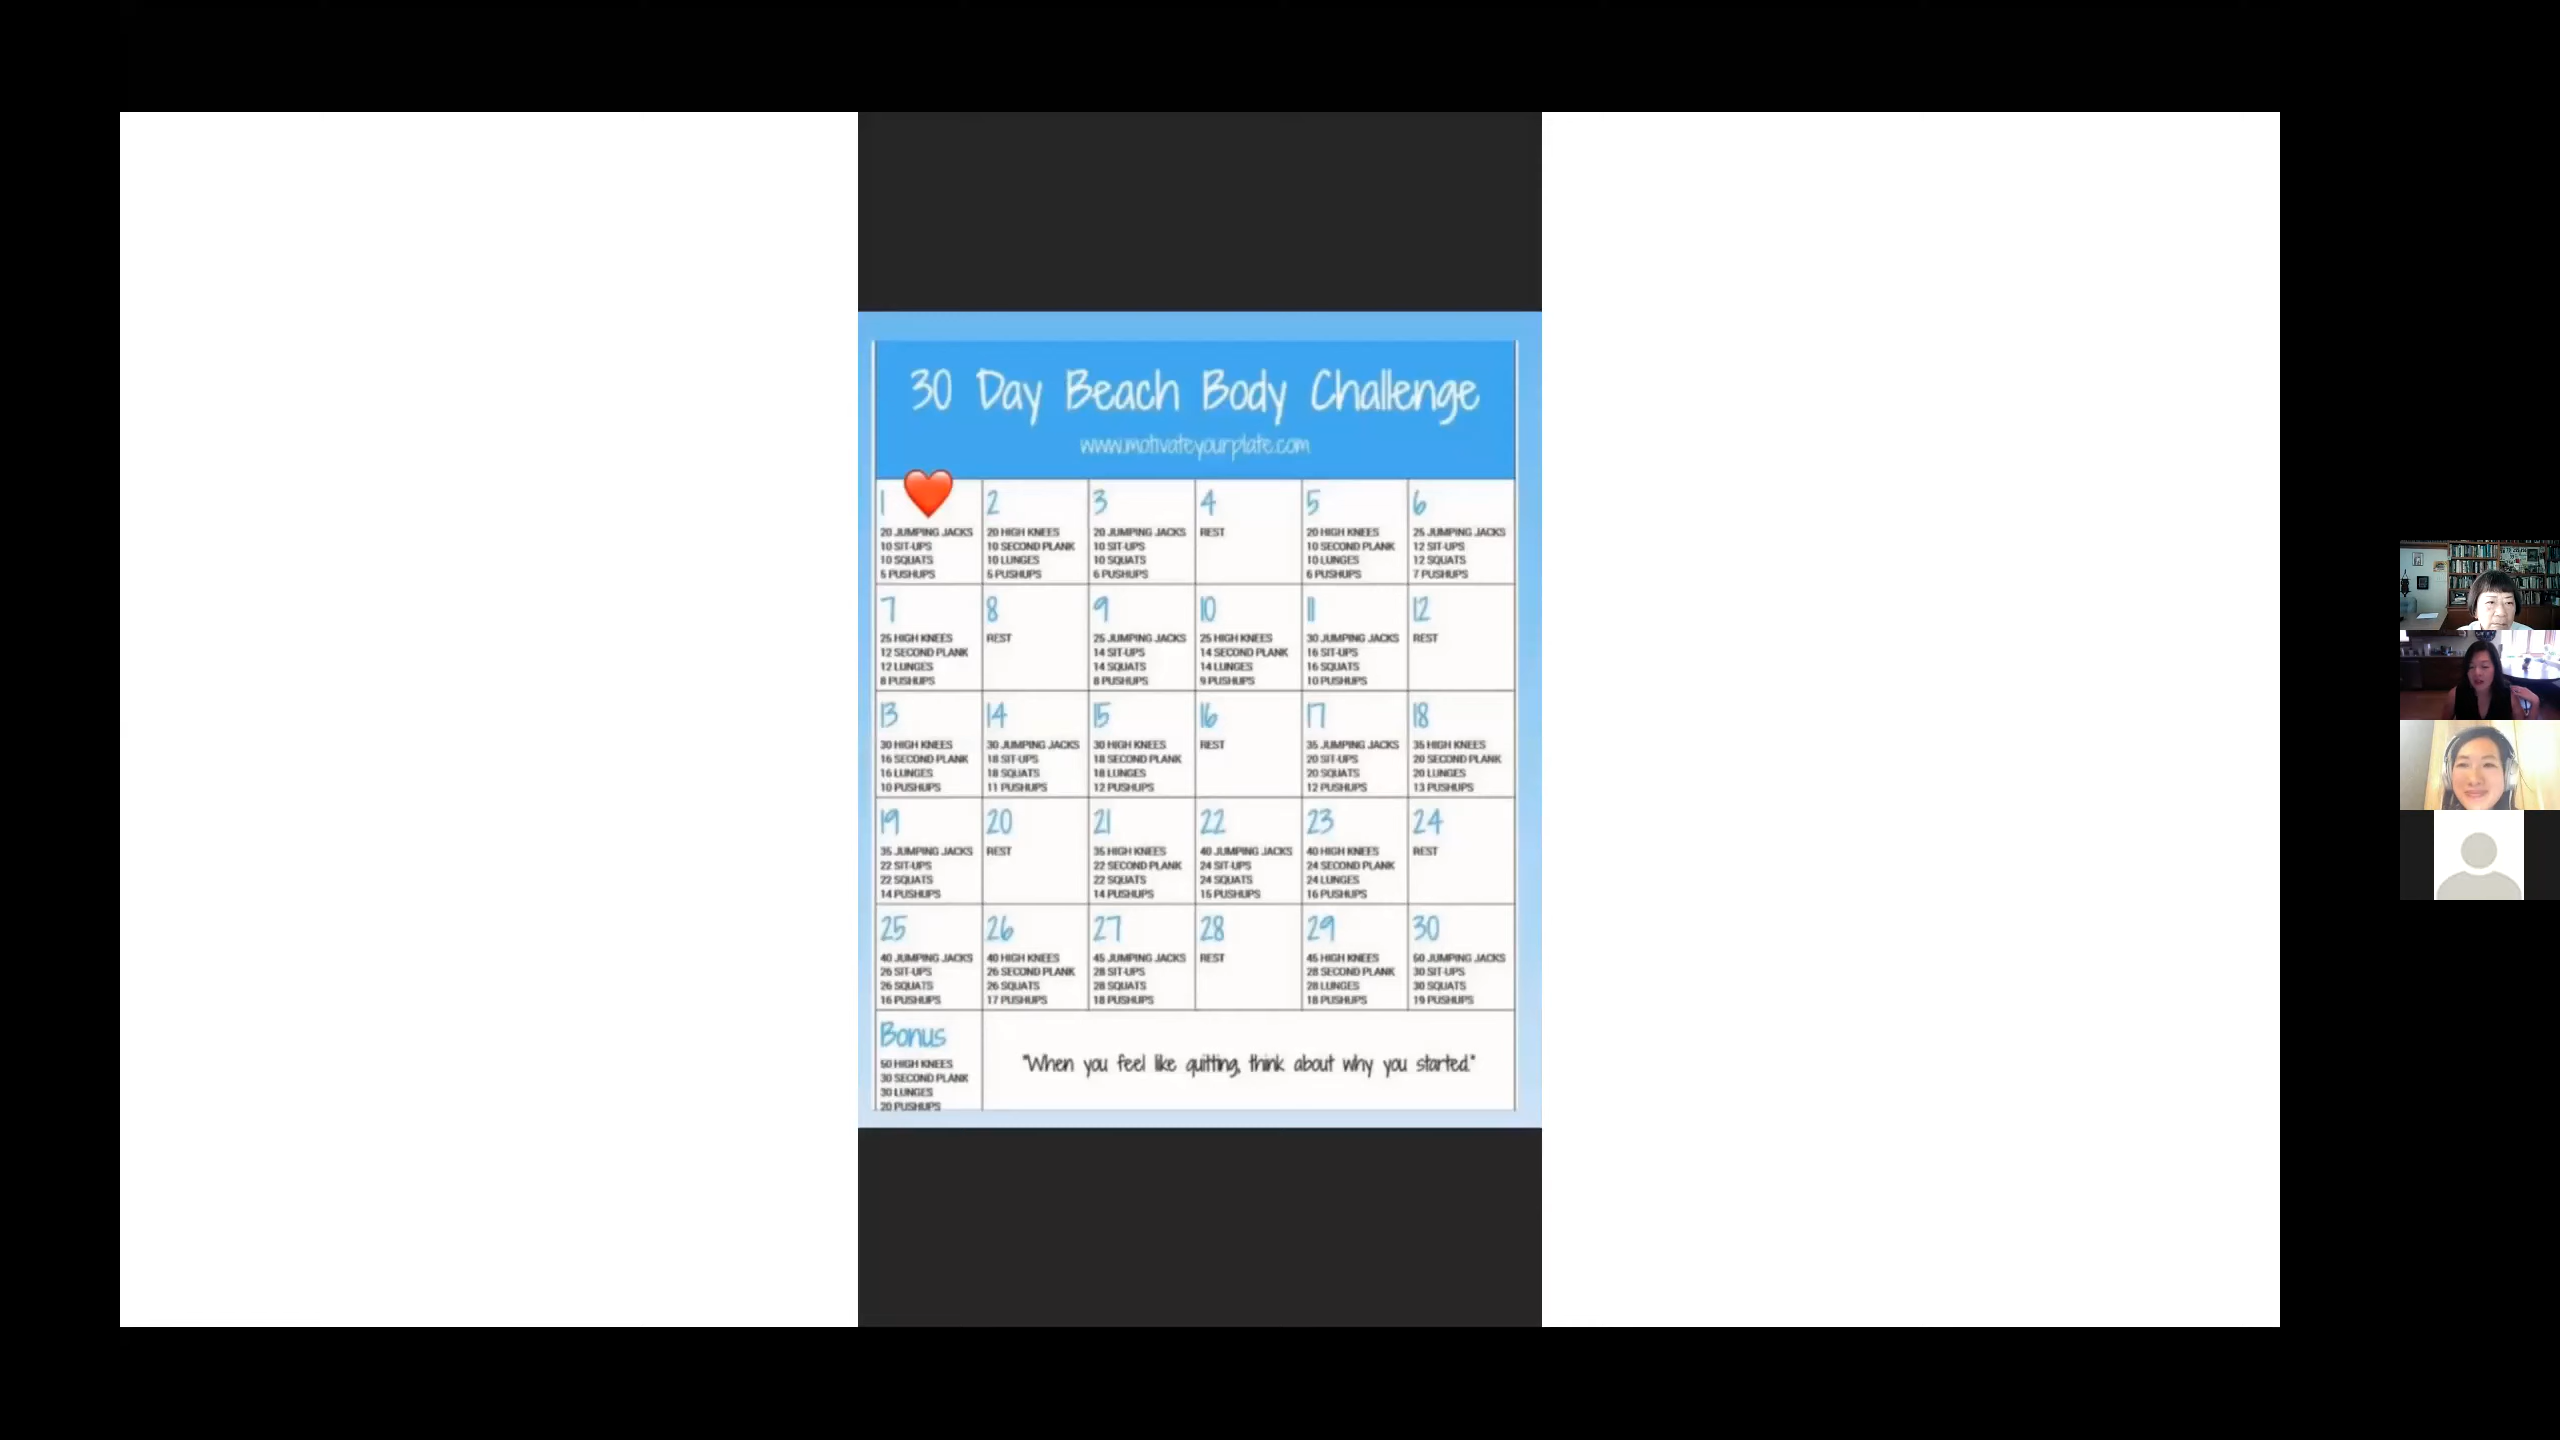 30 Day Beach Body Challenge
www.motivateyourplate.com
1
20 JUMPING JACKS
10 SIT-UPS
10 SQUATS
5 PUSHUPS
2
20 HIGH KNEES
10 SECOND PLANK
10 LUNGES
5 PUSHUPS
3
20 JUMPING JACKS
10 SIT-UPS
10 SQUATS
6 PUSHUPS
4
REST
5
20 HIGH KNEES
10 SECOND PLANK
10 LUNGES
6 PUSHUPS
6
25 JUMPING JACKS
12 SIT-UPS
12 SQUATS
7 PUSHUPS
7
25 HIGH KNEES
12 SECOND PLANK
12 LUNGES
8 PUSHUPS
8
REST
9
25 JUMPING JACKS
14 SIT-UPS
14 SQUATS
8 PUSHUPS
10
25 HIGH KNEES
14 SECOND PLANK
14 LUNGES
9 PUSHUPS
11
30 JUMPING JACKS
16 SIT-UPS
16 SQUATS
10 PUSHUPS
12
REST
13
30 HIGH KNEES
16 SECOND PLANK
16 LUNGES
10 PUSHUPS
14
30 JUMPING JACKS
18 SIT-UPS
18 SQUATS
11 PUSHUPS
15
30 HIGH KNEES
18 SECOND PLANK
18 LUNGES
12 PUSHUPS
16
REST
17
35 JUMPING JACKS
20 SIT-UPS
20 SQUATS
12 PUSHUPS
18
35 HIGH KNEES
20 SECOND PLANK
20 LUNGES
13 PUSHUPS
19
35 JUMPING JACKS
22 SIT-UPS
22 SQUATS
14 PUSHUPS
20
REST
21
35 HIGH KNEES
22 SECOND PLANK
22 SQUATS
14 PUSHUPS
22
40 JUMPING JACKS
24 SIT-UPS
24 SQUATS
15 PUSHUPS
23
40 HIGH KNEES
24 SECOND PLANK
24 LUNGES
16 PUSHUPS
24
REST
25
40 JUMPING JACKS
26 SIT-UPS
26 SQUATS
16 PUSHUPS
26
40 HIGH KNEES
26 SECOND PLANK
26 SQUATS
17 PUSHUPS
27
45 JUMPING JACKS
28 SIT-UPS
28 SQUATS
18 PUSHUPS
28
REST
29
45 HIGH KNEES
28 SECOND PLANK
28 LUNGES
18 PUSHUPS
30
50 JUMPING JACKS
30 SIT-UPS
30 SQUATS
19 PUSHUPS
Bonus
50 HIGH KNEES
30 SECOND PLANK
30 LUNGES
20 PUSHUPS
"When you feel like quitting, think about why you started."